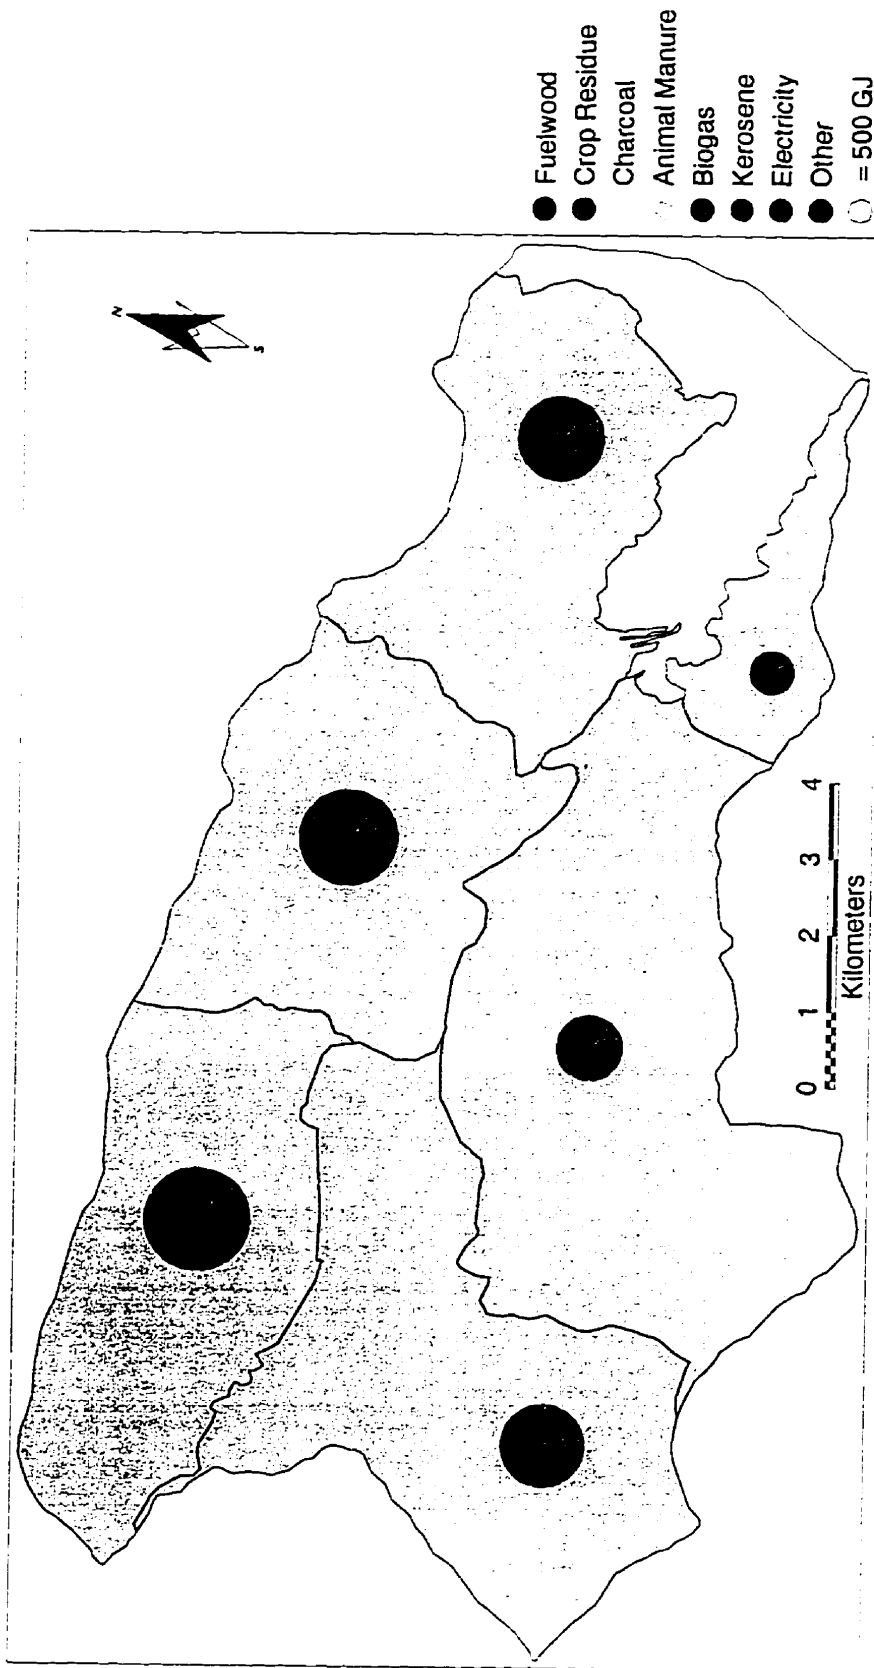 N
S
Fuelwood
Crop Residue
Charcoal
Animal Manure
Biogas
Kerosene
Electricity
Other
= 500 GJ
0 1 2 3 4
Kilometers